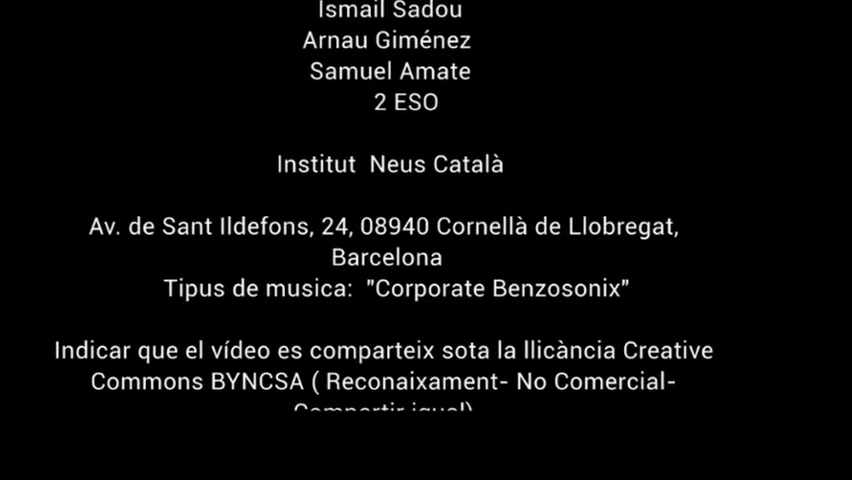 Ismail Sadou
Arnau Giménez
Samuel Amate
2 ESO
Institut Neus Català
Av. de Sant Ildefons, 24, 08940 Cornellà de Llobregat,
Barcelona
Tipus de musica: "Corporate Benzosonix"
Indicar que el vídeo es comparteix sota la llicància Creative
Commons BYNCSA ( Reconaixament- No Comercial-
Compartir igual)